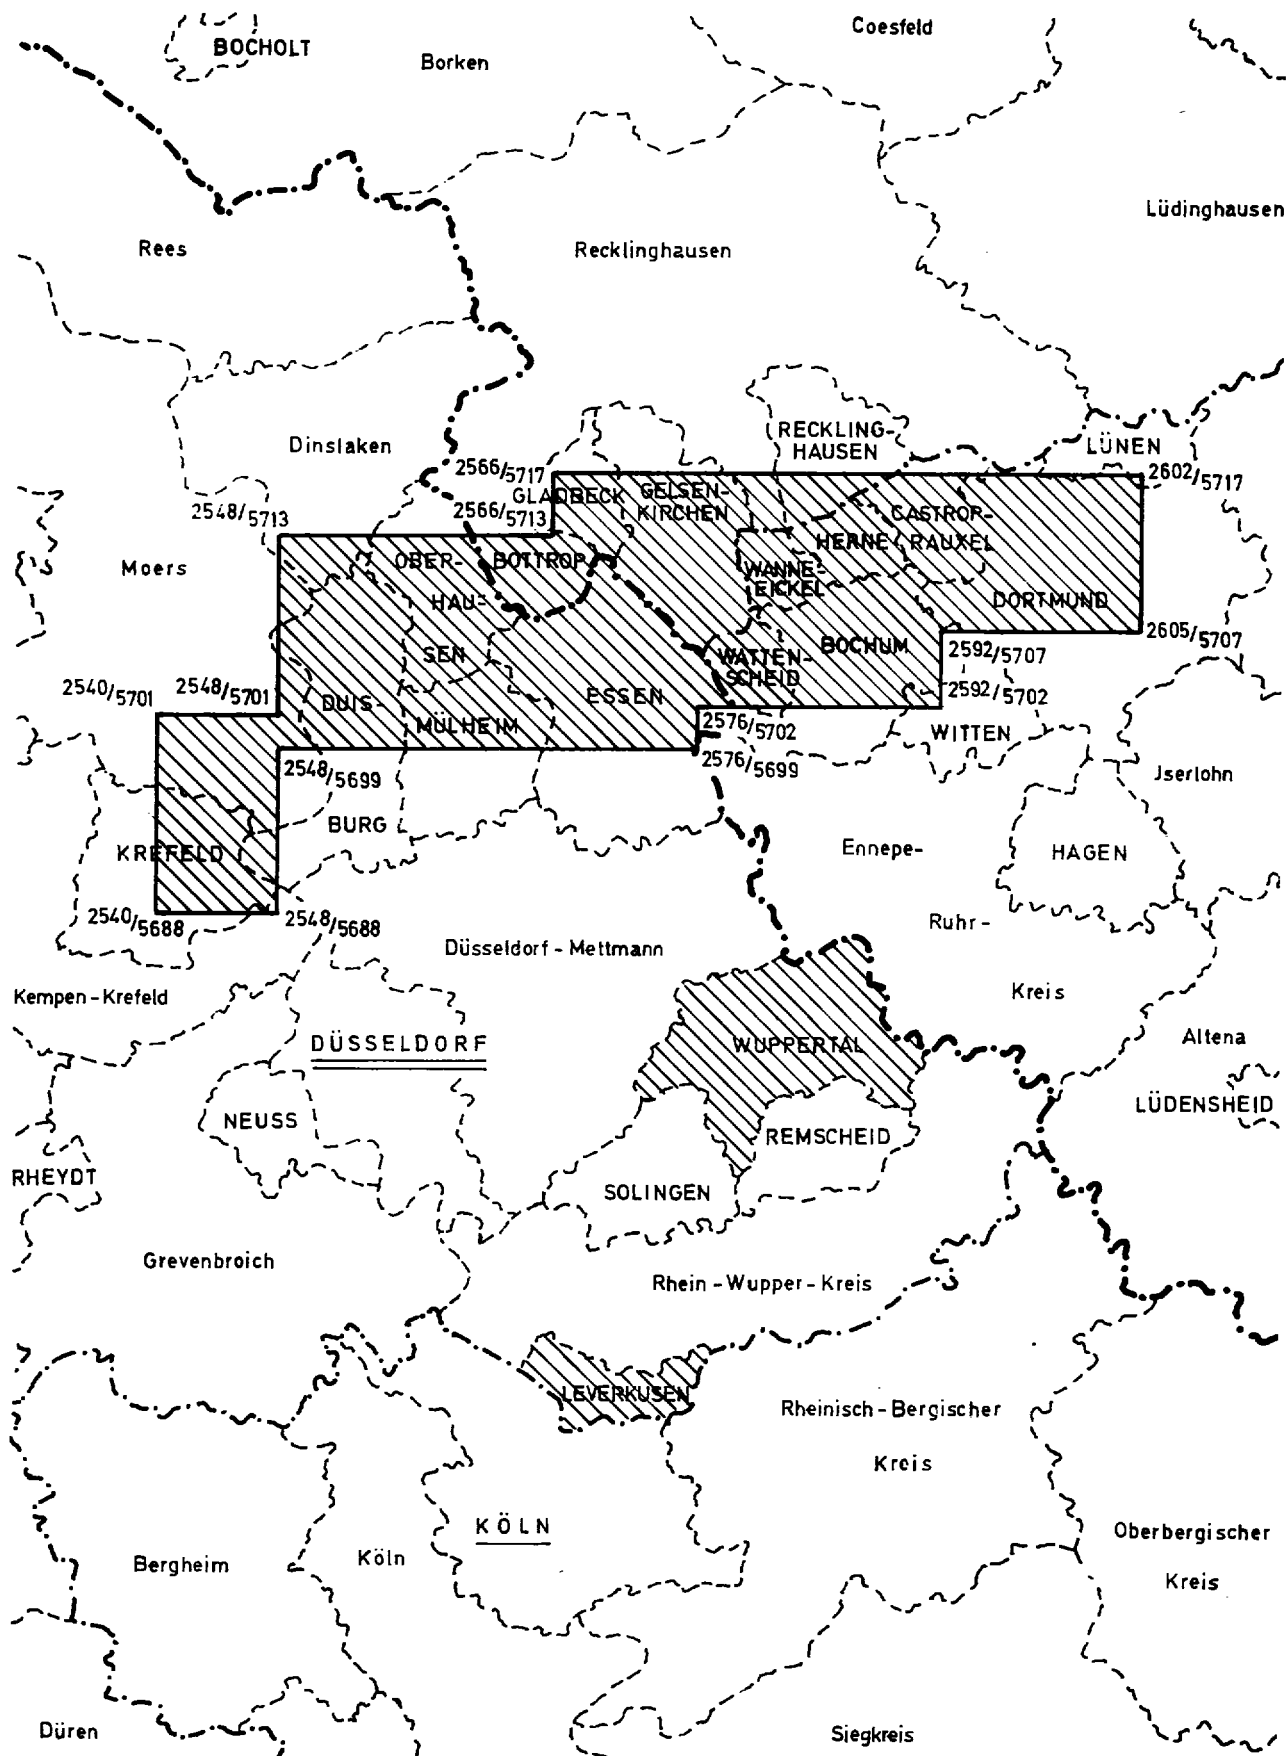 Coesfeld
BOCHOLT
Borken
Lüdinghausen
Rees
Recklinghausen
RECKLING-
HAUSEN
LÜNEN
Dinslaken
2566/5717
2602/5717
GLADBECK
GELSEN-
KIRCHEN
2548/5713
2566/5713
CASTROP-
RAUXEL
HERNE
Moers
OBER-
HAU-
SEN
BOTTROP
WANNE-
EICKEL
DORTMUND
2605/5707
BOCHUM
2592/5707
WATTEN-
SCHEID
2540/5701
2548/5701
DUIS-
MÜLHEIM
ESSEN
2592/5702
2576/5702
WITTEN
2548/5699
2576/5699
Jserlohn
BURG
KREFELD
Ennepe-
HAGEN
2540/5688
2548/5688
Ruhr-
Düsseldorf-Mettmann
Kempen-Krefeld
Kreis
DÜSSELDORF
WUPPERTAL
Altena
LÜDENSHEID
NEUSS
REMSCHEID
RHEYDT
SOLINGEN
Grevenbroich
Rhein-Wupper-Kreis
LEVERKUSEN
Rheinisch-Bergischer
Kreis
KÖLN
Köln
Bergheim
Oberbergischer
Kreis
Düren
Siegkreis